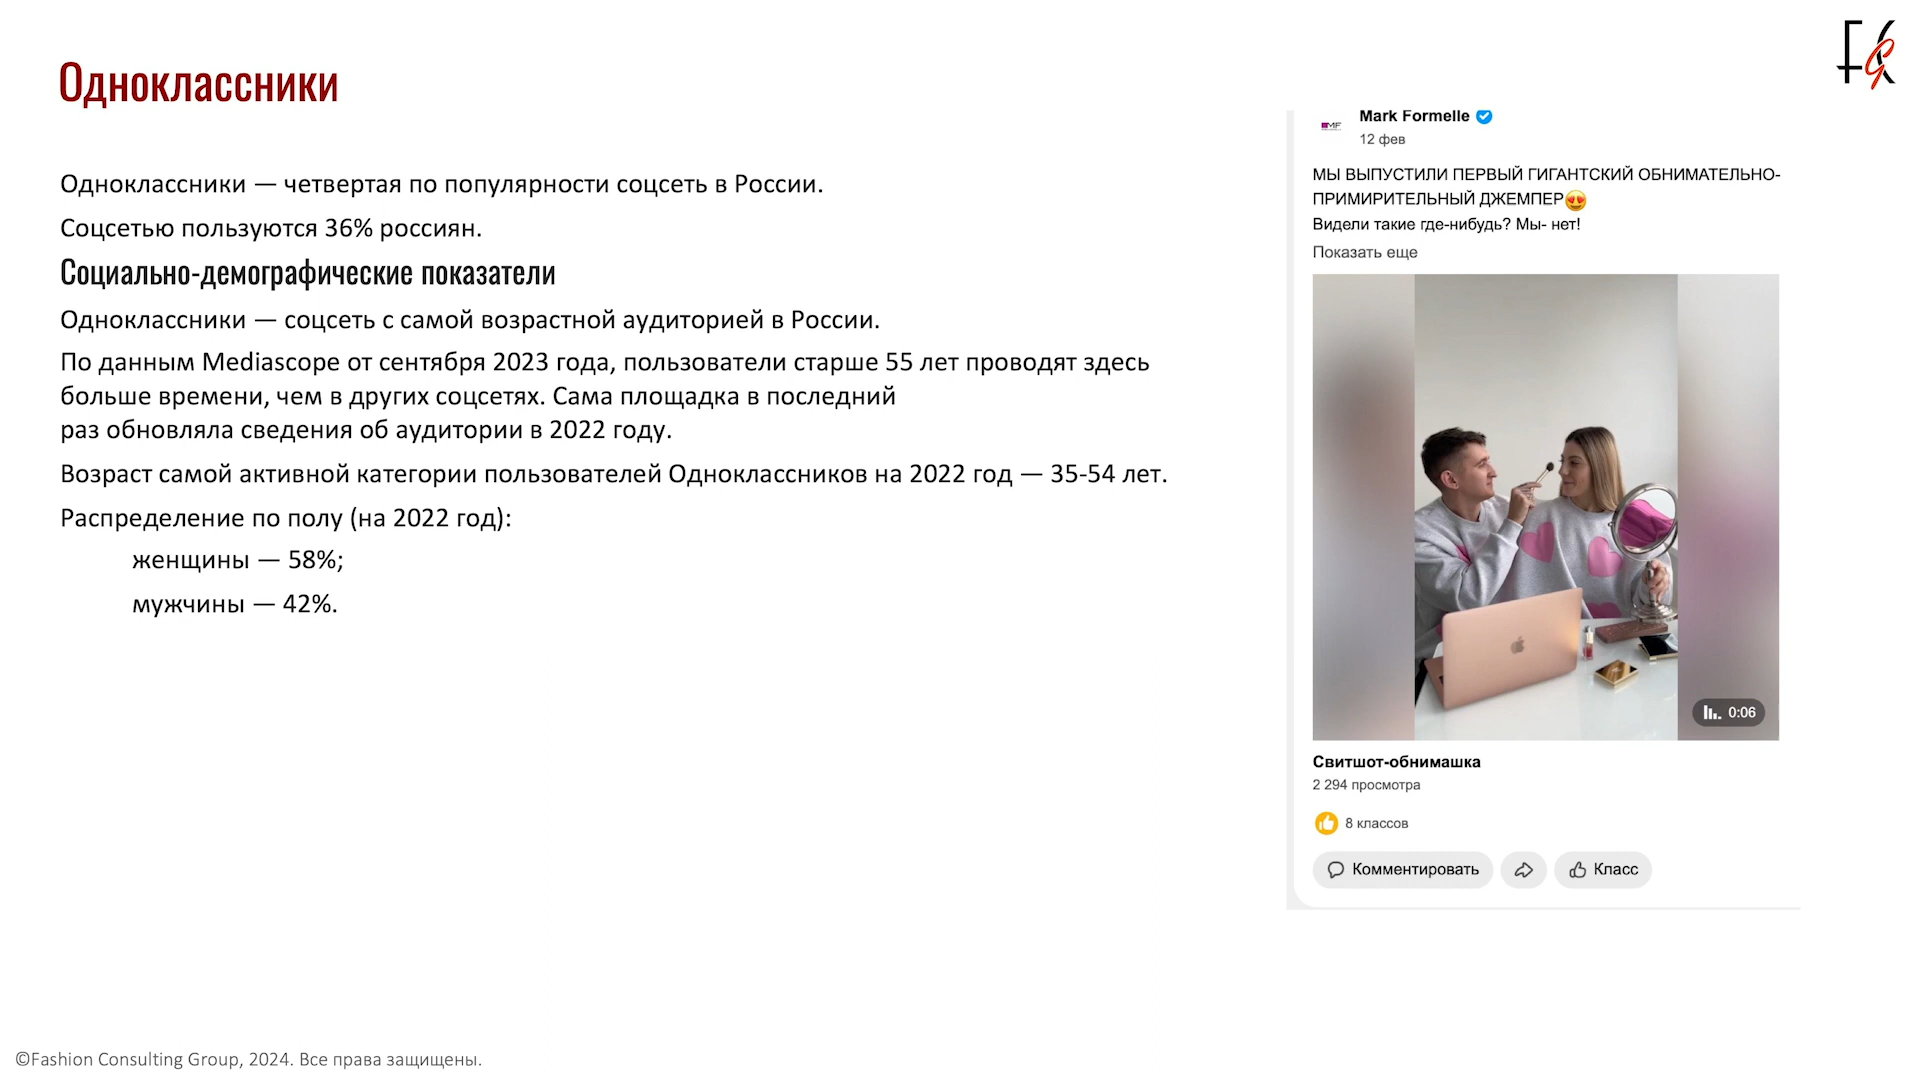 Одноклассники
Одноклассники — четвертая по популярности соцсеть в России.
Соцсетью пользуются 36% россиян.
Социально-демографические показатели
Одноклассники — соцсеть с самой возрастной аудиторией в России.
По данным Mediascope от сентября 2023 года, пользователи старше 55 лет проводят здесь
больше времени, чем в других соцсетях. Сама площадка в последний
раз обновляла сведения об аудитории в 2022 году.
Возраст самой активной категории пользователей Одноклассников на 2022 год — 35-54 лет.
Распределение по полу (на 2022 год):
женщины — 58%;
мужчины — 42%.
MF
Mark Formelle
12 фев
МЫ ВЫПУСТИЛИ ПЕРВЫЙ ГИГАНТСКИЙ ОБНИМАТЕЛЬНО-
ПРИМИРИТЕЛЬНЫЙ ДЖЕМПЕР😍
Видели такие где-нибудь? Мы- нет!
Показать еще
0:06
Свитшот-обнимашка
2 294 просмотра
8 классов
Комментировать
Класс
©Fashion Consulting Group, 2024. Все права защищены.